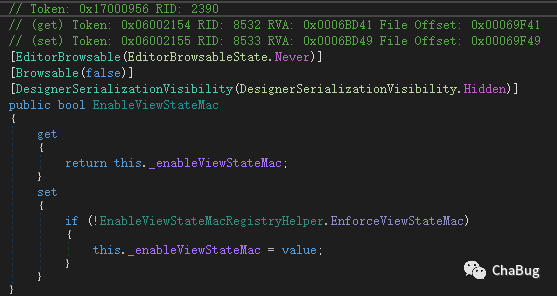 // Token: 0x17000956 RID: 2390
// (get) Token: 0x06002154 RID: 8532 RVA: 0x0006BD41 File Offset: 0x00069F41
// (set) Token: 0x06002155 RID: 8533 RVA: 0x0006BD49 File Offset: 0x00069F49
[EditorBrowsable(EditorBrowsableState.Never)]
[Browsable(false)]
[DesignerSerializationVisibility(DesignerSerializationVisibility.Hidden)]
public bool EnableViewStateMac
{
    get
    {
        return this._enableViewStateMac;
    }
    set
    {
        if (!EnableViewStateMacRegistryHelper.EnforceViewStateMac)
        {
            this._enableViewStateMac = value;
        }
    }
}
ChaBug